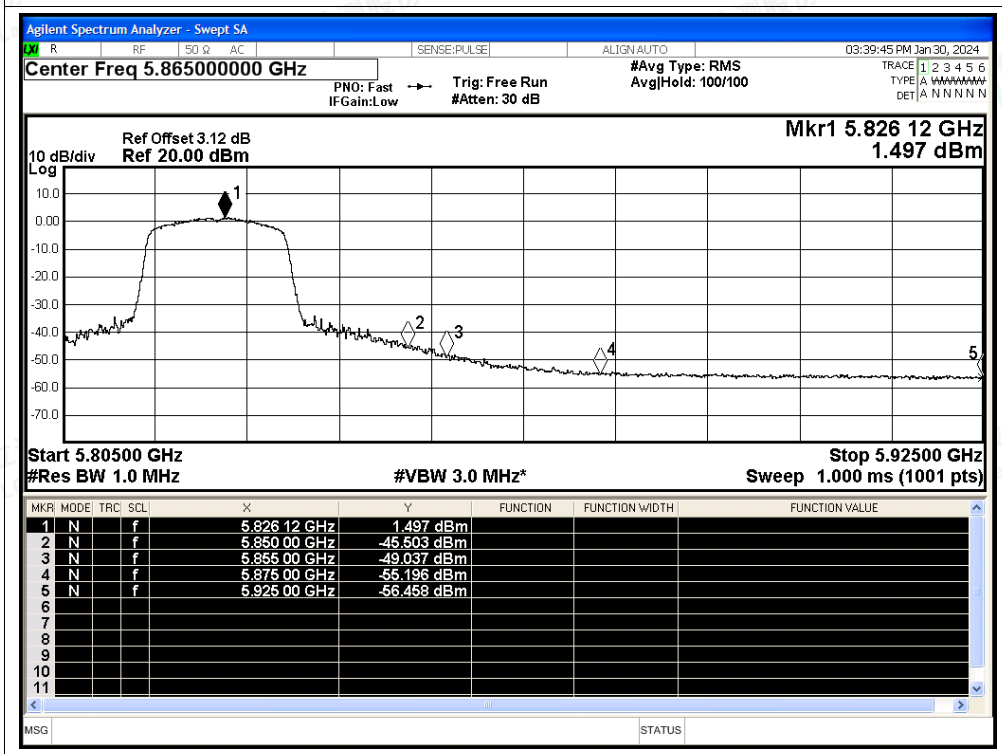 Agilent Spectrum Analyzer - Swept SA
LXI R RF 50 Ω AC SENSE:PULSE ALIGN AUTO 03:39:45 PM Jan 30, 2024
Center Freq 5.865000000 GHz
PNO: Fast
IFGain:Low
Trig: Free Run
#Atten: 30 dB
#Avg Type: RMS
Avg|Hold: 100/100
TRACE 1 2 3 4 5 6
TYPE A WWWWW
DET A N N N N N
Mkr1 5.826 12 GHz
1.497 dBm
Ref Offset 3.12 dB
10 dB/div Ref 20.00 dBm
Log
10.0
0.00
-10.0
-20.0
-30.0
-40.0
-50.0
-60.0
-70.0
1
2
3
4
5
Start 5.80500 GHz Stop 5.92500 GHz
#Res BW 1.0 MHz #VBW 3.0 MHz* Sweep 1.000 ms (1001 pts)
MKR MODE TRC SCL X Y FUNCTION FUNCTION WIDTH FUNCTION VALUE
1 N f 5.826 12 GHz 1.497 dBm
2 N f 5.850 00 GHz -45.503 dBm
3 N f 5.855 00 GHz -49.037 dBm
4 N f 5.875 00 GHz -55.196 dBm
5 N f 5.925 00 GHz -56.458 dBm
6
7
8
9
10
11
MSG STATUS